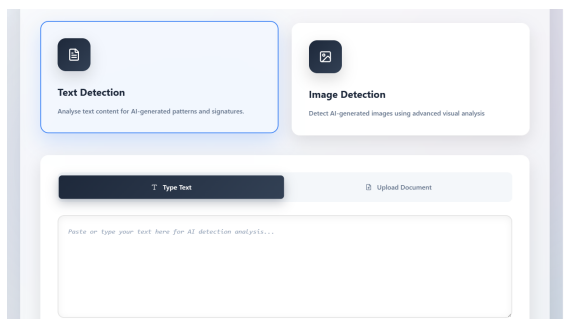 Text Detection
Analyse text content for AI-generated patterns and signatures.
Image Detection
Detect AI-generated images using advanced visual analysis
Type Text
Upload Document
Paste or type your text here for AI detection analysis...